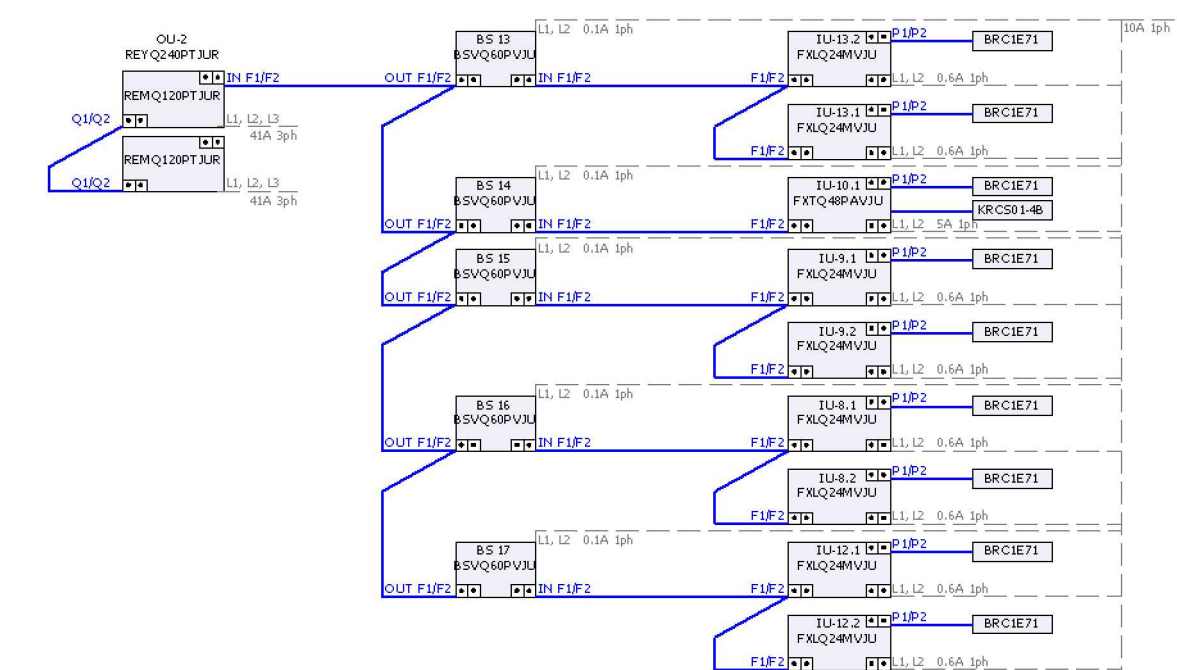 OU-2
REYQ240PTJUR
IN F1/F2
REMQ120PTJUR
Q1/Q2
L1, L2, L3
41A 3ph
REMQ120PTJUR
Q1/Q2
L1, L2, L3
41A 3ph
L1, L2 0.1A 1ph
10A 1ph
BS 13
BSVQ60PVJU
OUT F1/F2
IN F1/F2
IU-13.2
P1/P2
BRC1E71
FXLQ24MVJU
F1/F2
L1, L2 0.6A 1ph
IU-13.1
P1/P2
BRC1E71
FXLQ24MVJU
F1/F2
L1, L2 0.6A 1ph
L1, L2 0.1A 1ph
BS 14
BSVQ60PVJU
OUT F1/F2
IN F1/F2
IU-10.1
P1/P2
BRC1E71
FXTQ48PAVJU
KRCS01-4B
F1/F2
L1, L2 5A 1ph
L1, L2 0.1A 1ph
BS 15
BSVQ60PVJU
OUT F1/F2
IN F1/F2
IU-9.1
P1/P2
BRC1E71
FXLQ24MVJU
F1/F2
L1, L2 0.6A 1ph
IU-9.2
P1/P2
BRC1E71
FXLQ24MVJU
F1/F2
L1, L2 0.6A 1ph
L1, L2 0.1A 1ph
BS 16
BSVQ60PVJU
OUT F1/F2
IN F1/F2
IU-8.1
P1/P2
BRC1E71
FXLQ24MVJU
F1/F2
L1, L2 0.6A 1ph
IU-8.2
P1/P2
BRC1E71
FXLQ24MVJU
F1/F2
L1, L2 0.6A 1ph
L1, L2 0.1A 1ph
BS 17
BSVQ60PVJU
OUT F1/F2
IN F1/F2
IU-12.1
P1/P2
BRC1E71
FXLQ24MVJU
F1/F2
L1, L2 0.6A 1ph
IU-12.2
P1/P2
BRC1E71
FXLQ24MVJU
F1/F2
L1, L2 0.6A 1ph